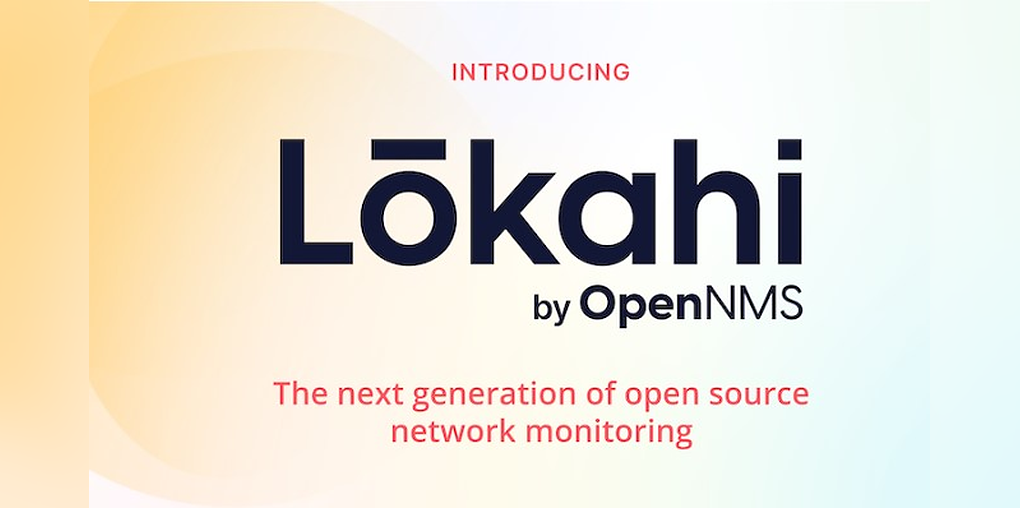 INTRODUCING
Lōkahi
by OpenNMS
The next generation of open source
network monitoring